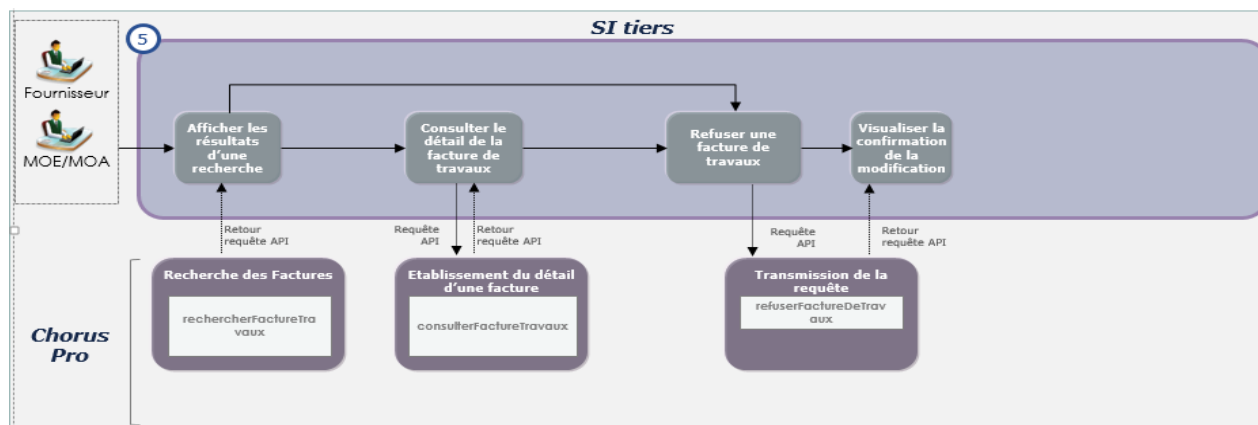 SI tiers
5
Fournisseur
MOE/MOA
Afficher les
résultats
d'une
recherche
Consulter le
détail de la
facture de
travaux
Refuser une
facture de
travaux
Visualiser la
confirmation
de la
modification
Retour
requête API
Requête
API
Retour
requête API
Requête
API
Retour
requête API
Chorus
Pro
Recherche des Factures
rechercherFactureTra
vaux
Etablissement du détail
d'une facture
consulterFactureTravaux
Transmission de la
requête
refuserFactureDeTrav
aux